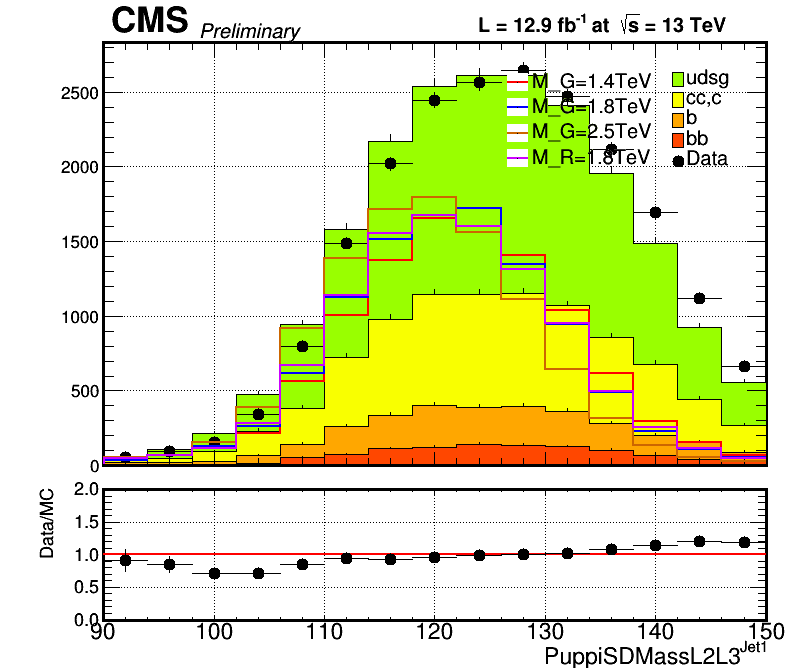 CMS Preliminary L = 12.9 fb⁻¹ at √s = 13 TeV
M_G=1.4TeV
M_G=1.8TeV
M_G=2.5TeV
M_R=1.8TeV
udsg
cc,c
b
bb
Data
2500
2000
1500
1000
500
0
Data/MC
2.0
1.5
1.0
0.5
0.0
90 100 110 120 130 140 150
PuppiSDMassL2L3^Jet1